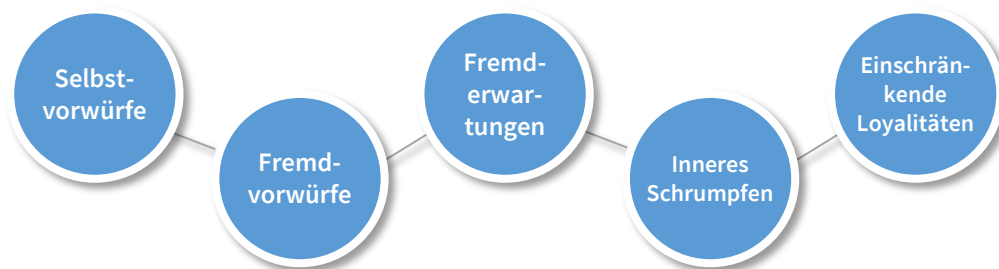 Selbst-
vorwürfe
Fremd-
vorwürfe
Fremd-
erwar-
tungen
Inneres
Schrumpfen
Einschrän-
kende
Loyalitäten